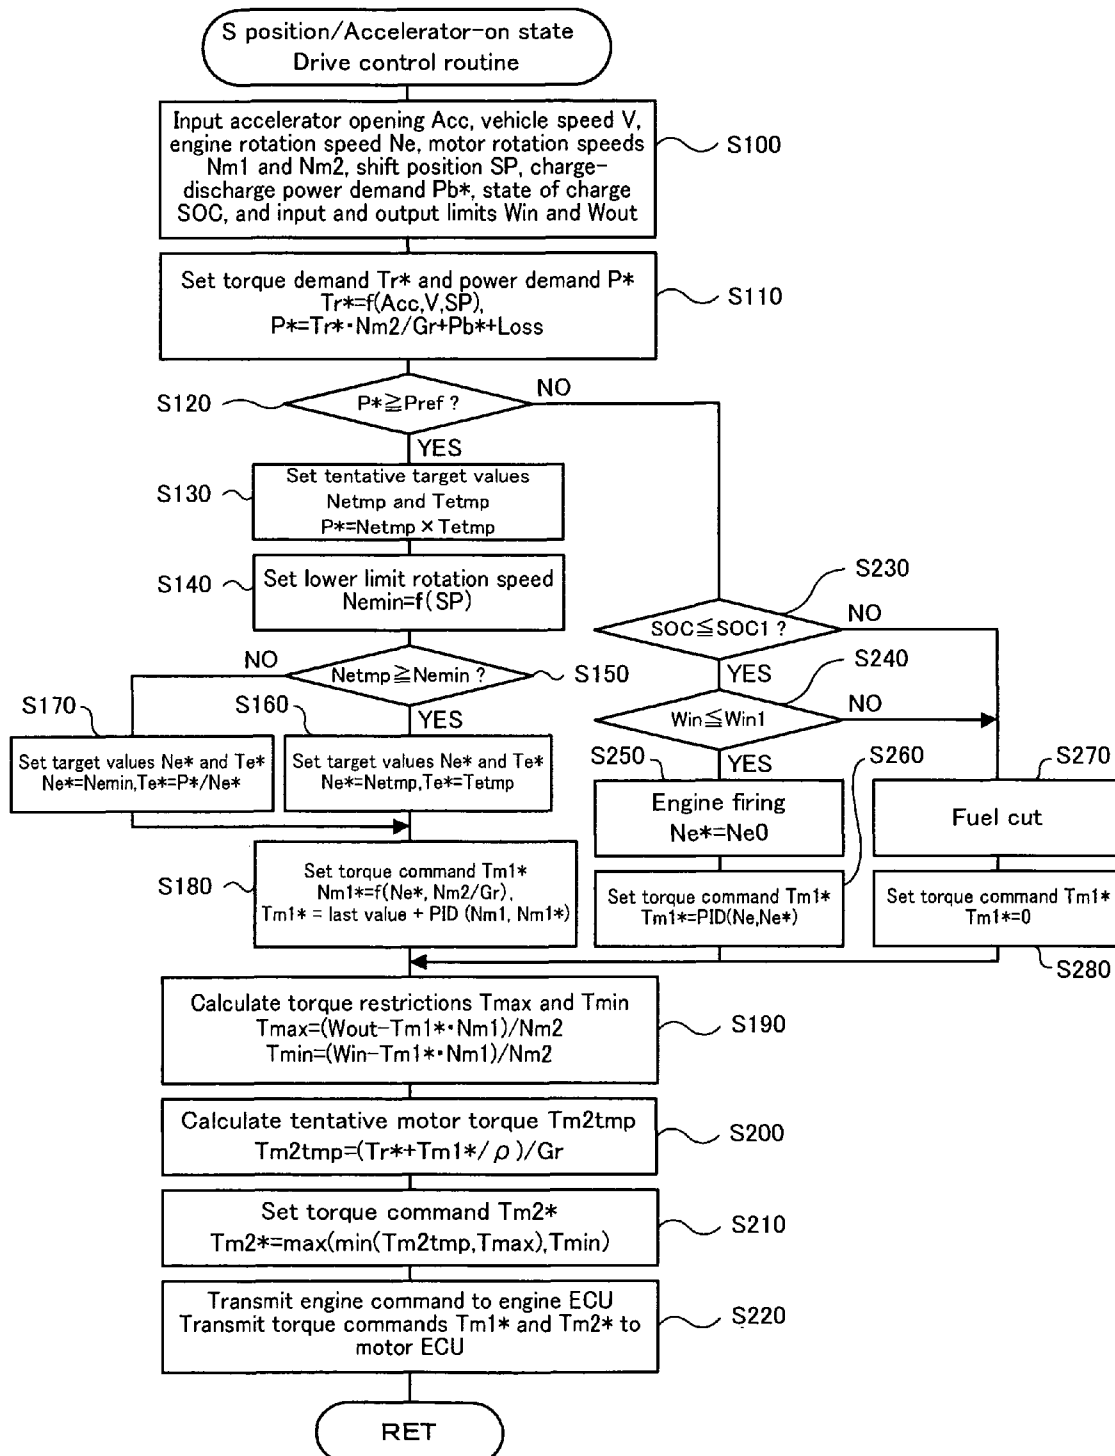 S position/Accelerator-on state
Drive control routine
Input accelerator opening Acc, vehicle speed V,
engine rotation speed Ne, motor rotation speeds
Nm1 and Nm2, shift position SP, charge-
discharge power demand Pb*, state of charge
SOC, and input and output limits Win and Wout
S100
Set torque demand Tr* and power demand P*
Tr*=f(Acc,V,SP),
P*=Tr*·Nm2/Gr+Pb*+Loss
S110
S120
P*≧Pref ?
NO
YES
S130
Set tentative target values
Netmp and Tetmp
P*=Netmp × Tetmp
S140
Set lower limit rotation speed
Nemin=f(SP)
S230
SOC≦SOC1 ?
NO
YES
NO
Netmp≧Nemin ?
S150
YES
S240
Win≦Win1
NO
YES
S170
Set target values Ne* and Te*
Ne*=Nemin,Te*=P*/Ne*
S160
Set target values Ne* and Te*
Ne*=Netmp,Te*=Tetmp
S250
Engine firing
Ne*=Ne0
S260
S270
Fuel cut
S180
Set torque command Tm1*
Nm1*=f(Ne*, Nm2/Gr),
Tm1* = last value + PID (Nm1, Nm1*)
Set torque command Tm1*
Tm1*=PID(Ne,Ne*)
Set torque command Tm1*
Tm1*=0
S280
Calculate torque restrictions Tmax and Tmin
Tmax=(Wout-Tm1*·Nm1)/Nm2
Tmin=(Win-Tm1*·Nm1)/Nm2
S190
Calculate tentative motor torque Tm2tmp
Tm2tmp=(Tr*+Tm1*/ρ)/Gr
S200
Set torque command Tm2*
Tm2*=max(min(Tm2tmp,Tmax),Tmin)
S210
Transmit engine command to engine ECU
Transmit torque commands Tm1* and Tm2* to
motor ECU
S220
RET